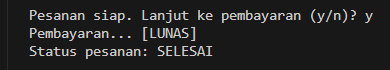 Pesanan siap. Lanjut ke pembayaran (y/n)? y
Pembayaran... [LUNAS]
Status pesanan: SELESAI